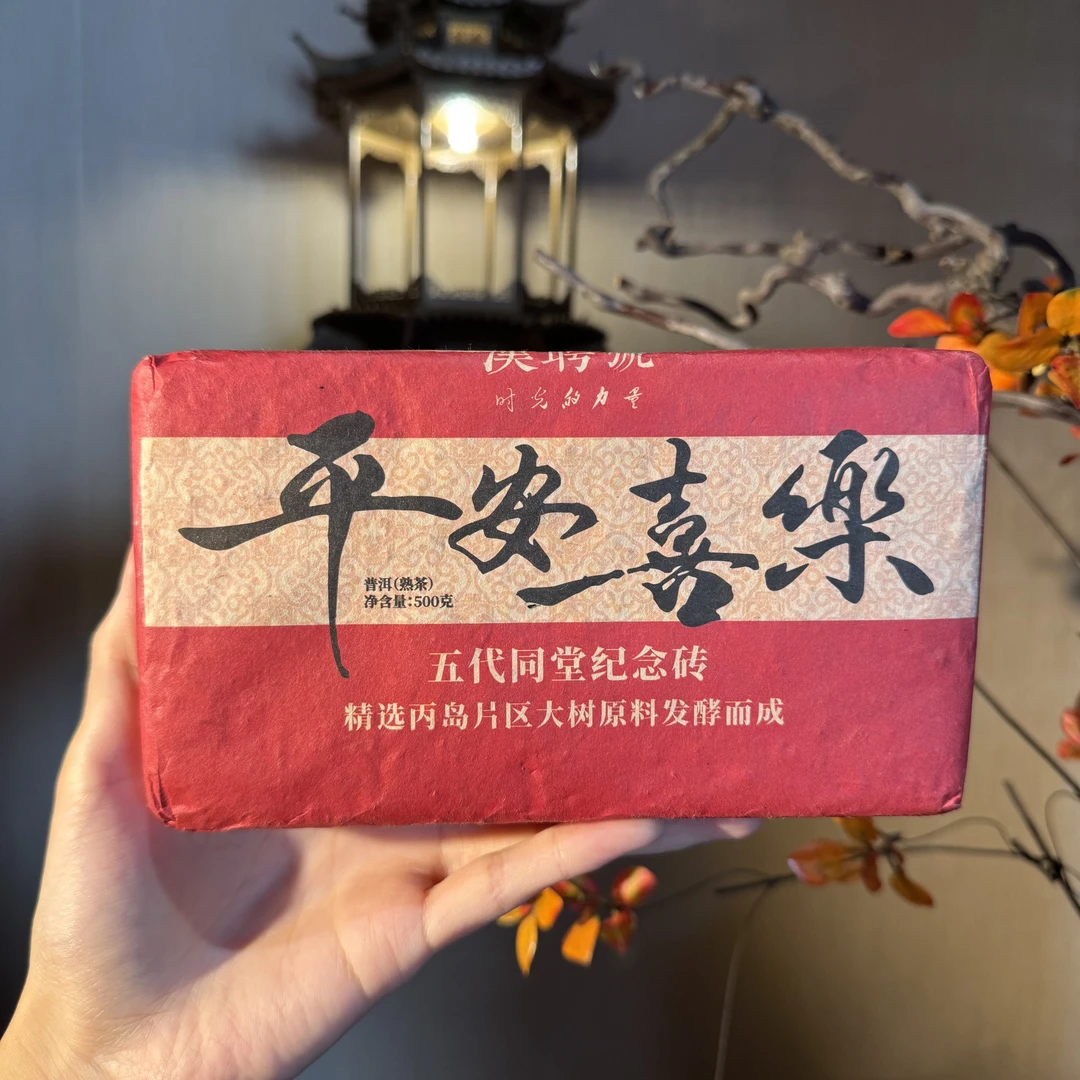 时光的力量
平安喜樂
普洱(熟茶)
净含量:500克
五代同堂纪念砖
精选丙岛片区大树原料发酵而成